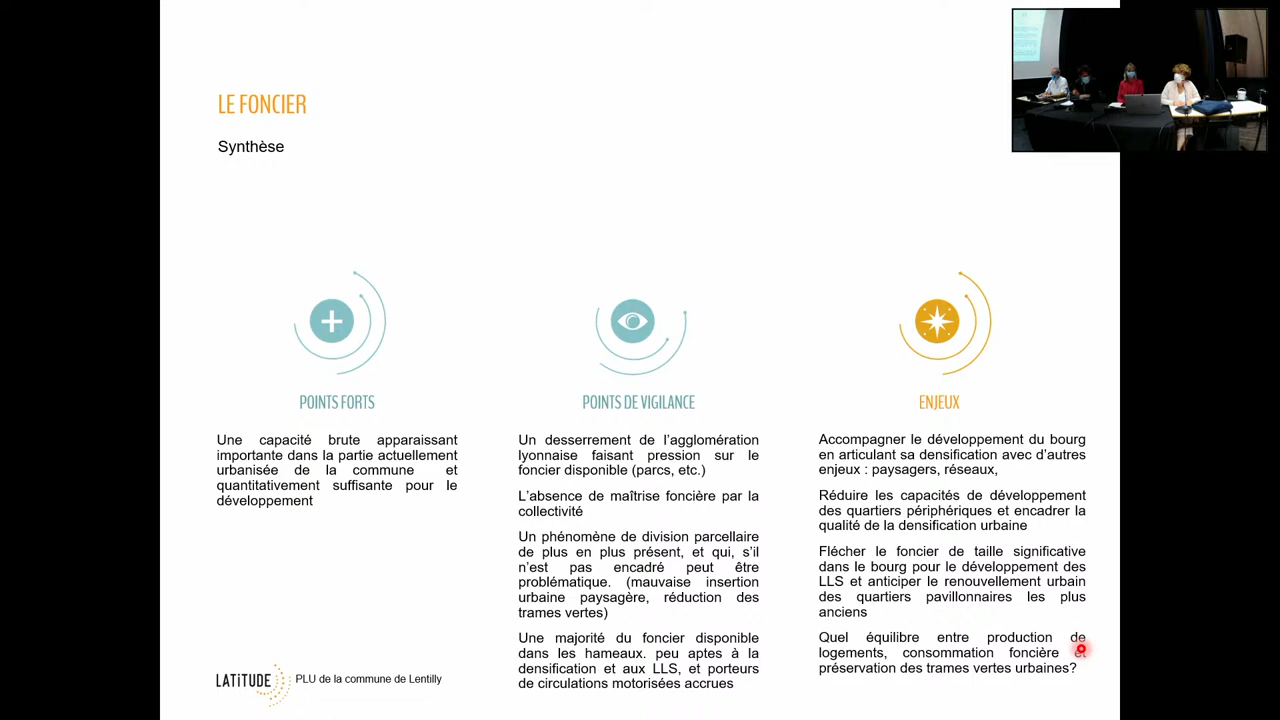 LE FONCIER
Synthèse
POINTS FORTS
Une capacité brute apparaissant
importante dans la partie actuellement
urbanisée de la commune et
quantitativement suffisante pour le
développement
POINTS DE VIGILANCE
Un desserrement de l’agglomération
lyonnaise faisant pression sur le
foncier disponible (parcs, etc.)
L’absence de maîtrise foncière par la
collectivité
Un phénomène de division parcellaire
de plus en plus présent, et qui, s’il
n’est pas encadré peut être
problématique. (mauvaise insertion
urbaine paysagère, réduction des
trames vertes)
Une majorité du foncier disponible
dans les hameaux. peu aptes à la
densification et aux LLS, et porteurs
de circulations motorisées accrues
ENJEUX
Accompagner le développement du bourg
en articulant sa densification avec d’autres
enjeux : paysagers, réseaux,
Réduire les capacités de développement
des quartiers périphériques et encadrer la
qualité de la densification urbaine
Flécher le foncier de taille significative
dans le bourg pour le développement des
LLS et anticiper le renouvellement urbain
des quartiers pavillonnaires les plus
anciens
Quel équilibre entre production de
logements, consommation foncière et
préservation des trames vertes urbaines?
LATITUDE
PLU de la commune de Lentilly